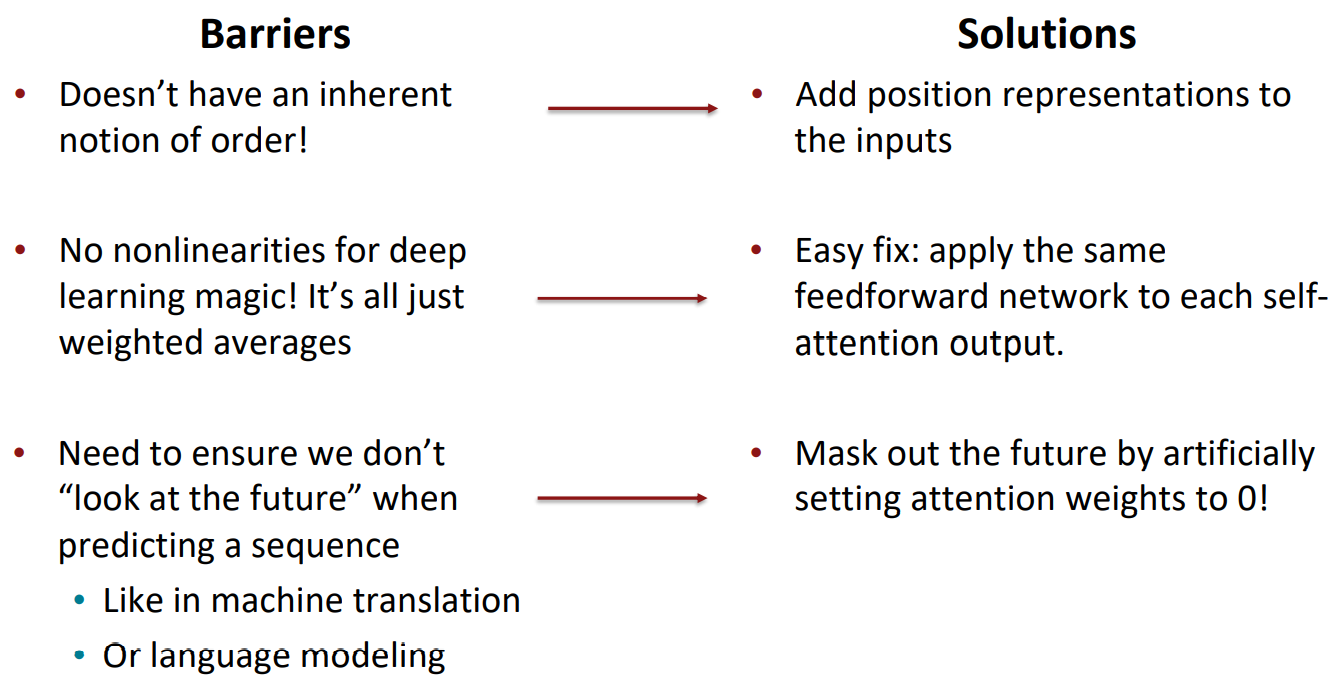 Barriers
• Doesn’t have an inherent
notion of order!
• No nonlinearities for deep
learning magic! It’s all just
weighted averages
• Need to ensure we don’t
“look at the future” when
predicting a sequence
• Like in machine translation
• Or language modeling
Solutions
• Add position representations to
the inputs
• Easy fix: apply the same
feedforward network to each self-
attention output.
• Mask out the future by artificially
setting attention weights to 0!